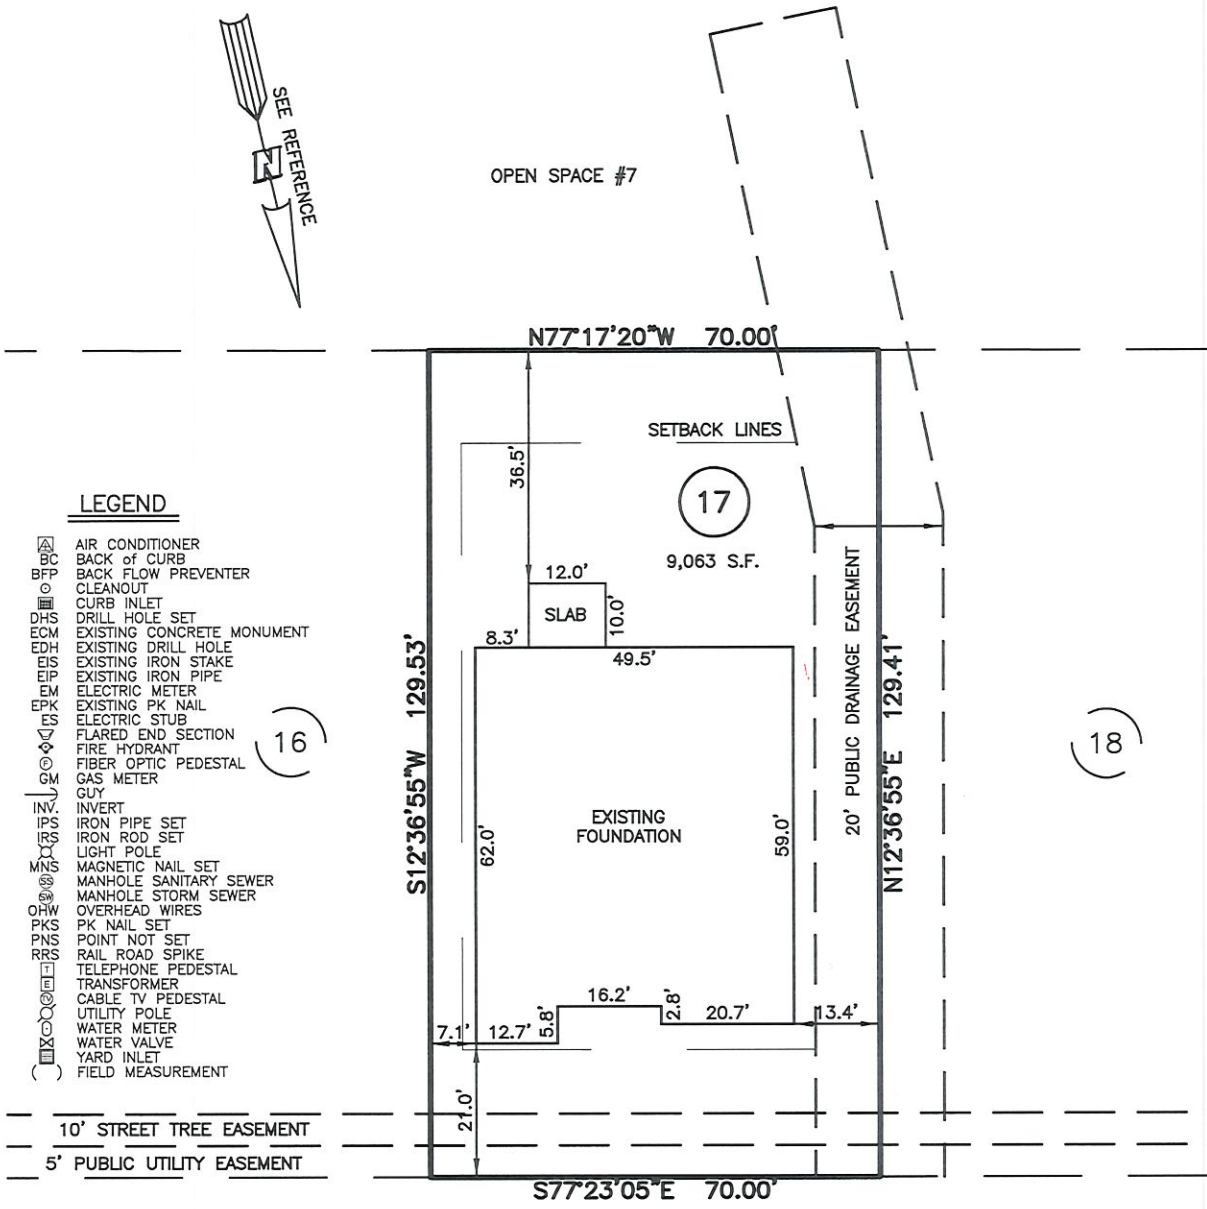 SEE REFERENCE
N
OPEN SPACE #7
N77°17'20"W 70.00'
36.5'
SETBACK LINES
17
9,063 S.F.
12.0'
SLAB
10.0'
8.3'
49.5'
S12°36'55"W 129.53'
N12°36'55"E 129.41'
20' PUBLIC DRAINAGE EASEMENT
16
18
EXISTING
FOUNDATION
62.0'
59.0'
16.2'
5.8'
2.8'
20.7'
13.4'
7.1'
12.7'
21.0'
LEGEND
A AIR CONDITIONER
BC BACK of CURB
BFP BACK FLOW PREVENTER
CLEANOUT
CURB INLET
DHS DRILL HOLE SET
ECM EXISTING CONCRETE MONUMENT
EDH EXISTING DRILL HOLE
EIS EXISTING IRON STAKE
EIP EXISTING IRON PIPE
EM ELECTRIC METER
EPK EXISTING PK NAIL
ES ELECTRIC STUB
FLARED END SECTION
FIRE HYDRANT
F FIBER OPTIC PEDESTAL
GM GAS METER
GUY
INV. INVERT
IPS IRON PIPE SET
IRS IRON ROD SET
LIGHT POLE
MNS MAGNETIC NAIL SET
SS MANHOLE SANITARY SEWER
SW MANHOLE STORM SEWER
OHW OVERHEAD WIRES
PKS PK NAIL SET
PNS POINT NOT SET
RRS RAIL ROAD SPIKE
T TELEPHONE PEDESTAL
E TRANSFORMER
TV CABLE TV PEDESTAL
UTILITY POLE
WATER METER
WATER VALVE
YARD INLET
( ) FIELD MEASUREMENT
10' STREET TREE EASEMENT
5' PUBLIC UTILITY EASEMENT
S77°23'05"E 70.00'